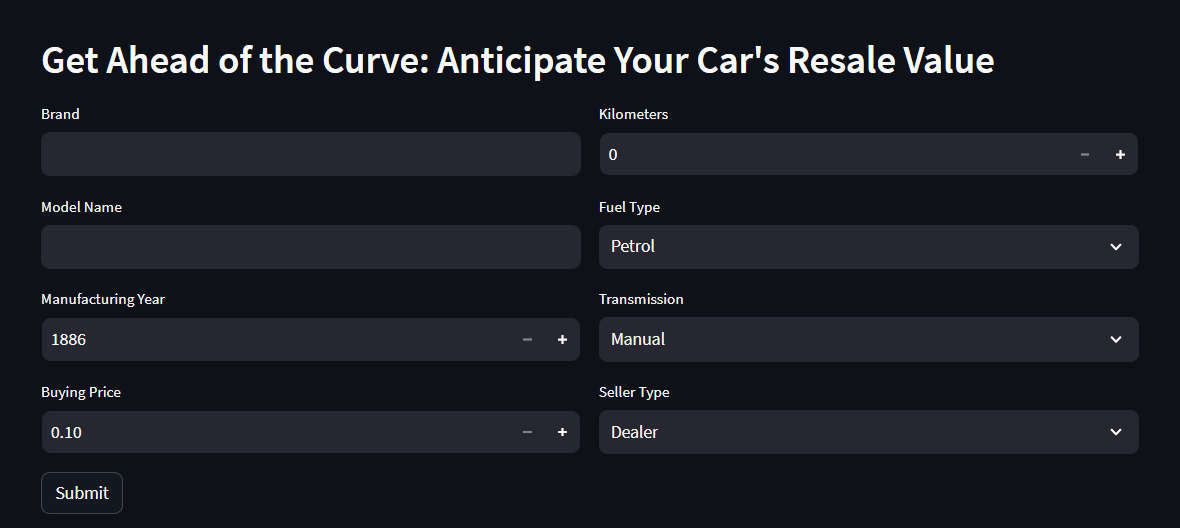 Get Ahead of the Curve: Anticipate Your Car's Resale Value
Brand
Kilometers
0
Model Name
Fuel Type
Petrol
Manufacturing Year
1886
Transmission
Manual
Buying Price
0.10
Seller Type
Dealer
Submit